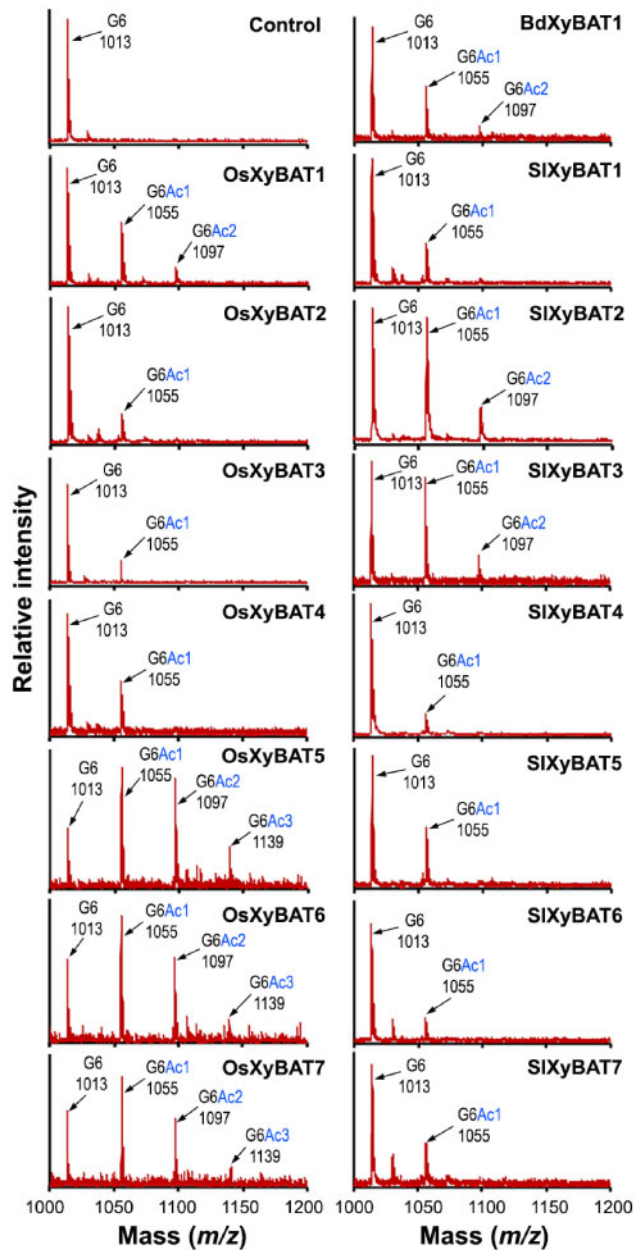 Relative intensity
Control
G6
1013
OsXyBAT1
G6
1013
G6Ac1
1055
G6Ac2
1097
OsXyBAT2
G6
1013
G6Ac1
1055
OsXyBAT3
G6
1013
G6Ac1
1055
OsXyBAT4
G6
1013
G6Ac1
1055
OsXyBAT5
G6
1013
G6Ac1
1055
G6Ac2
1097
G6Ac3
1139
OsXyBAT6
G6
1013
G6Ac1
1055
G6Ac2
1097
G6Ac3
1139
OsXyBAT7
G6
1013
G6Ac1
1055
G6Ac2
1097
G6Ac3
1139
1000 1050 1100 1150 1200
Mass (m/z)
BdXyBAT1
G6
1013
G6Ac1
1055
G6Ac2
1097
SlXyBAT1
G6
1013
G6Ac1
1055
SlXyBAT2
G6
1013
G6Ac1
1055
G6Ac2
1097
SlXyBAT3
G6
1013
G6Ac1
1055
G6Ac2
1097
SlXyBAT4
G6
1013
G6Ac1
1055
SlXyBAT5
G6
1013
G6Ac1
1055
SlXyBAT6
G6
1013
G6Ac1
1055
SlXyBAT7
G6
1013
G6Ac1
1055
1000 1050 1100 1150 1200
Mass (m/z)